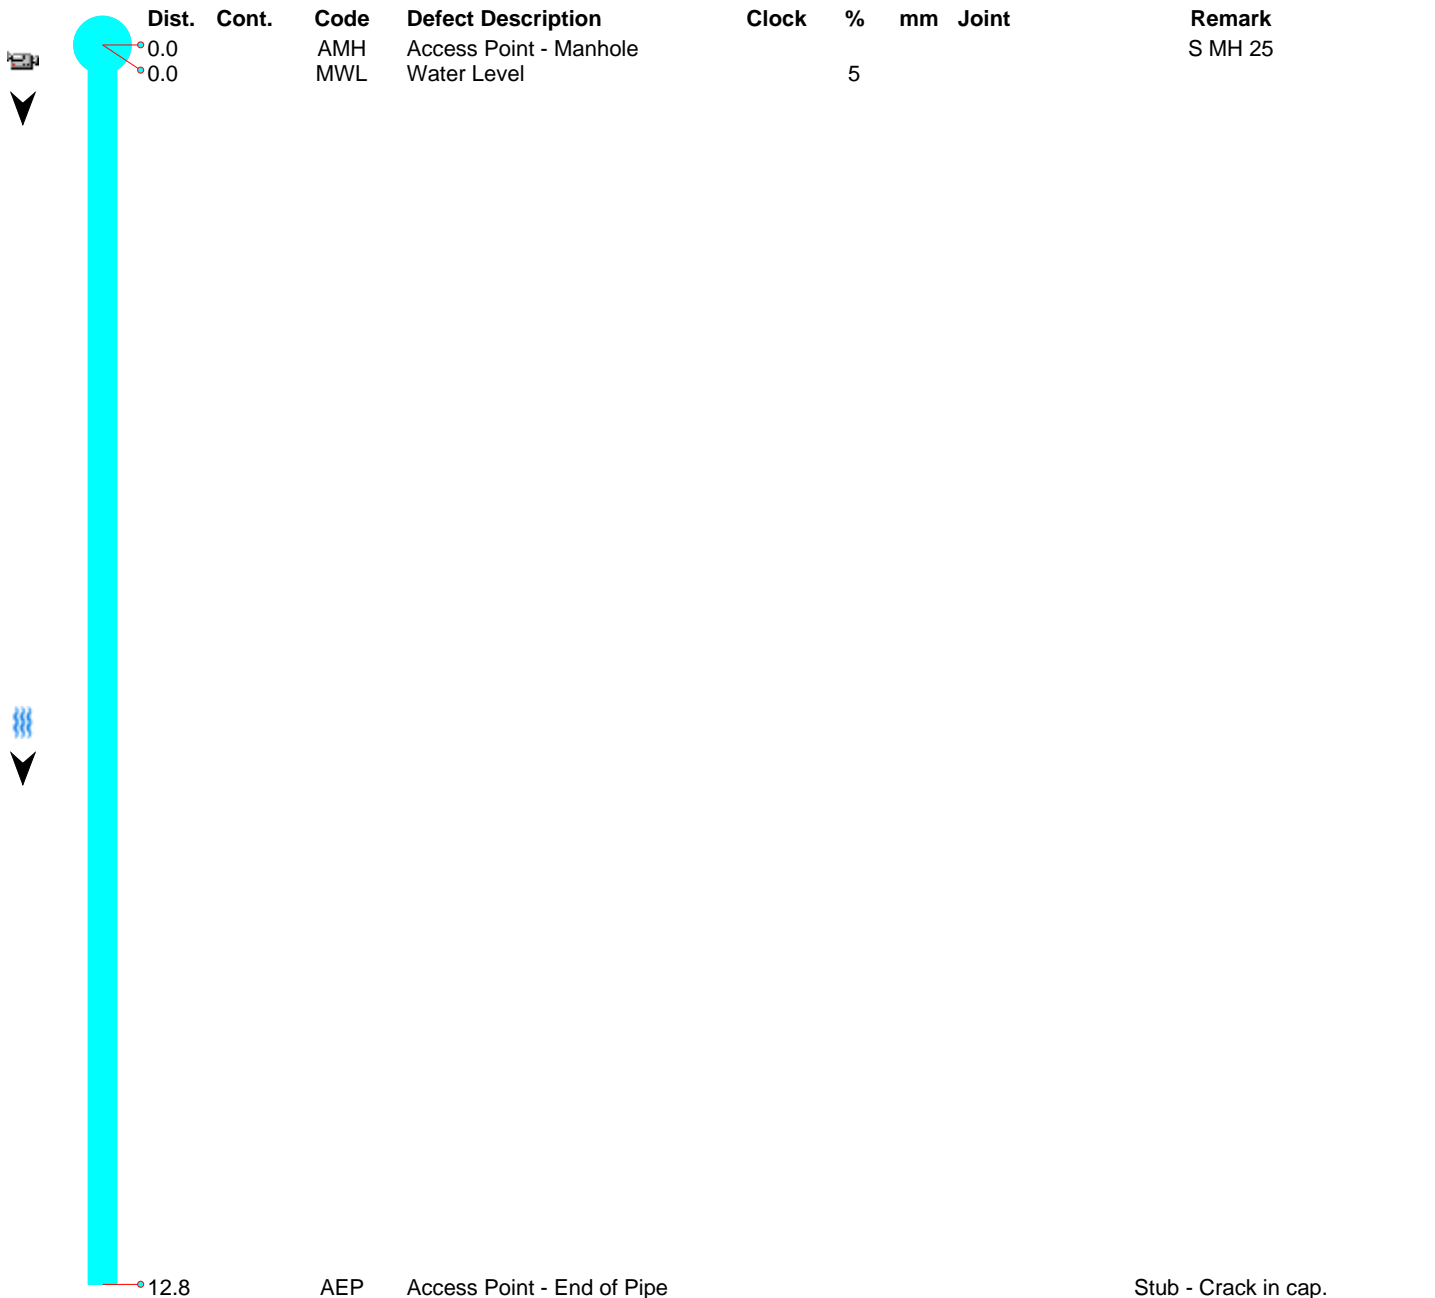 Dist. Cont. Code Defect Description Clock % mm Joint Remark
0.0 AMH Access Point - Manhole S MH 25
0.0 MWL Water Level 5
12.8 AEP Access Point - End of Pipe Stub - Crack in cap.